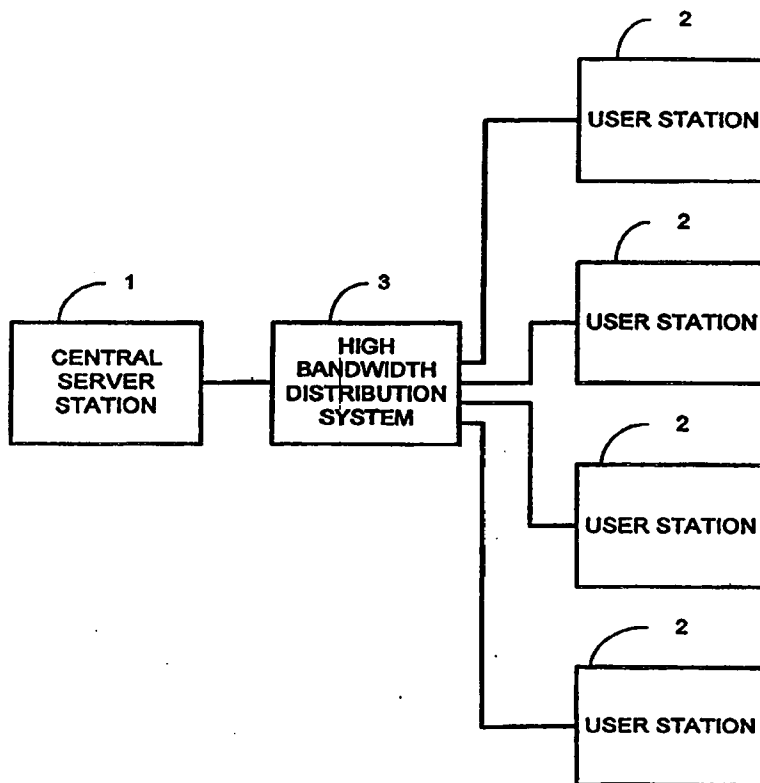 2
USER STATION
2
USER STATION
1
CENTRAL
SERVER
STATION
3
HIGH
BANDWIDTH
DISTRIBUTION
SYSTEM
2
USER STATION
2
USER STATION